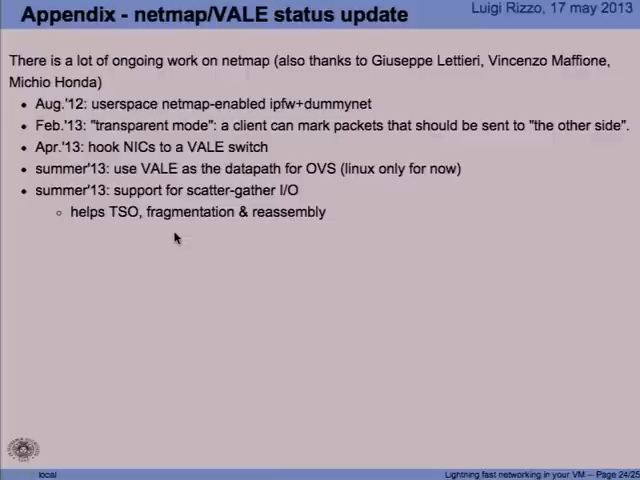 Appendix - netmap/VALE status update
Luigi Rizzo, 17 may 2013
There is a lot of ongoing work on netmap (also thanks to Giuseppe Lettieri, Vincenzo Maffione,
Michio Honda)
• Aug.'12: userspace netmap-enabled ipfw+dummynet
• Feb.'13: "transparent mode": a client can mark packets that should be sent to "the other side".
• Apr.'13: hook NICs to a VALE switch
• summer'13: use VALE as the datapath for OVS (linux only for now)
• summer'13: support for scatter-gather I/O
◦ helps TSO, fragmentation & reassembly
local
Lightning fast networking in your VM -- Page 24/25